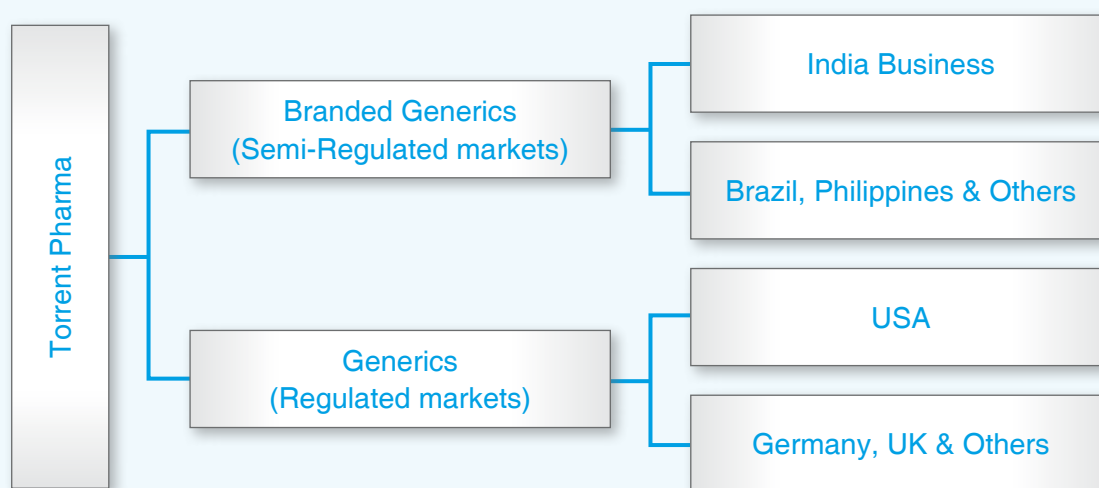 Torrent Pharma
Branded Generics
(Semi-Regulated markets)
India Business
Brazil, Philippines & Others
Generics
(Regulated markets)
USA
Germany, UK & Others